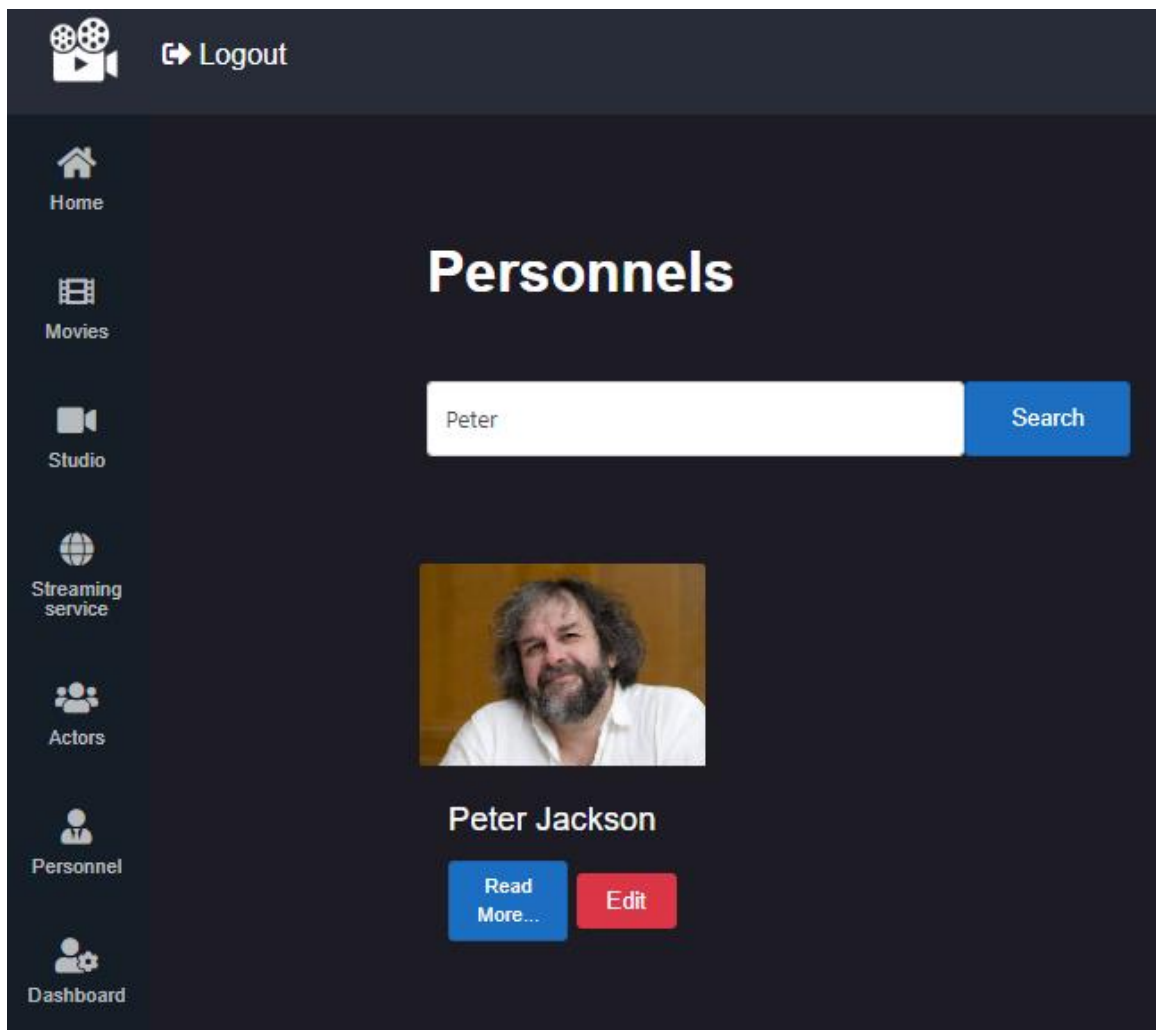 Logout
Home
Movies
Studio
Streaming
service
Actors
Personnel
Dashboard
Personnels
Peter
Search
Peter Jackson
Read
More...
Edit